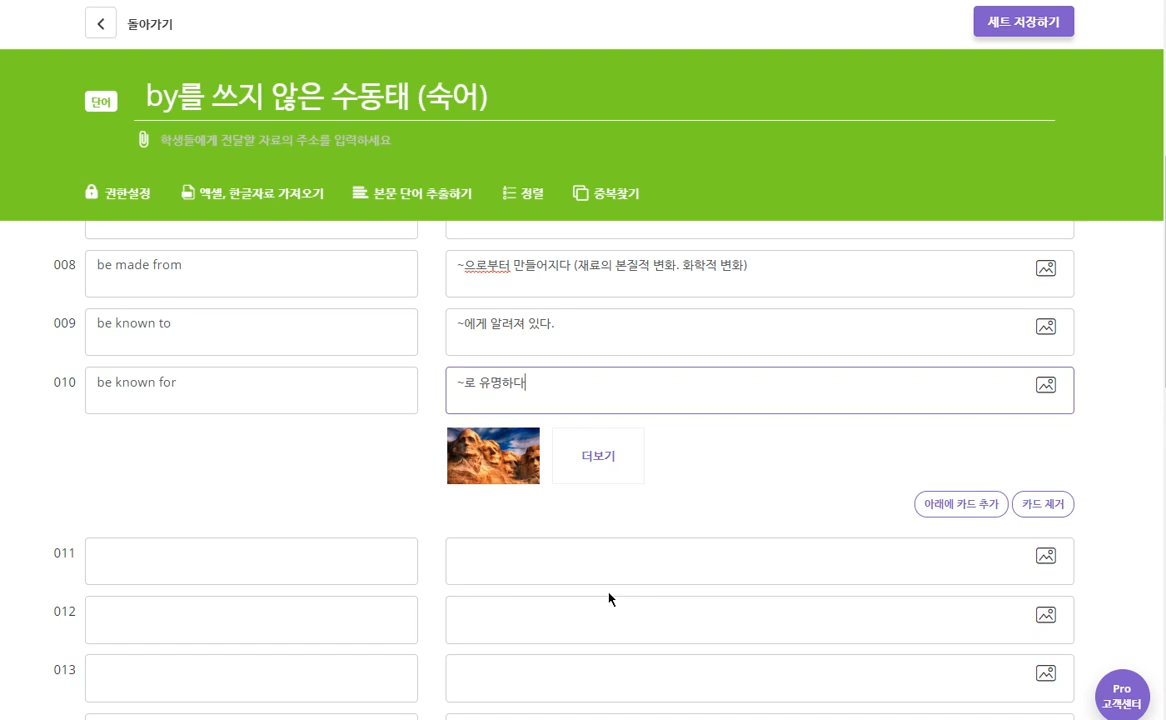 돌아가기
세트 저장하기
단어
by를 쓰지 않은 수동태 (숙어)
학생들에게 전달할 자료의 주소를 입력하세요
권한설정
엑셀, 한글자료 가져오기
본문 단어 추출하기
정렬
중복찾기
008
be made from
~으로부터 만들어지다 (재료의 본질적 변화. 화학적 변화)
009
be known to
~에게 알려져 있다.
010
be known for
~로 유명하다
더보기
아래에 카드 추가
카드 제거
011
012
013
Pro
고객센터